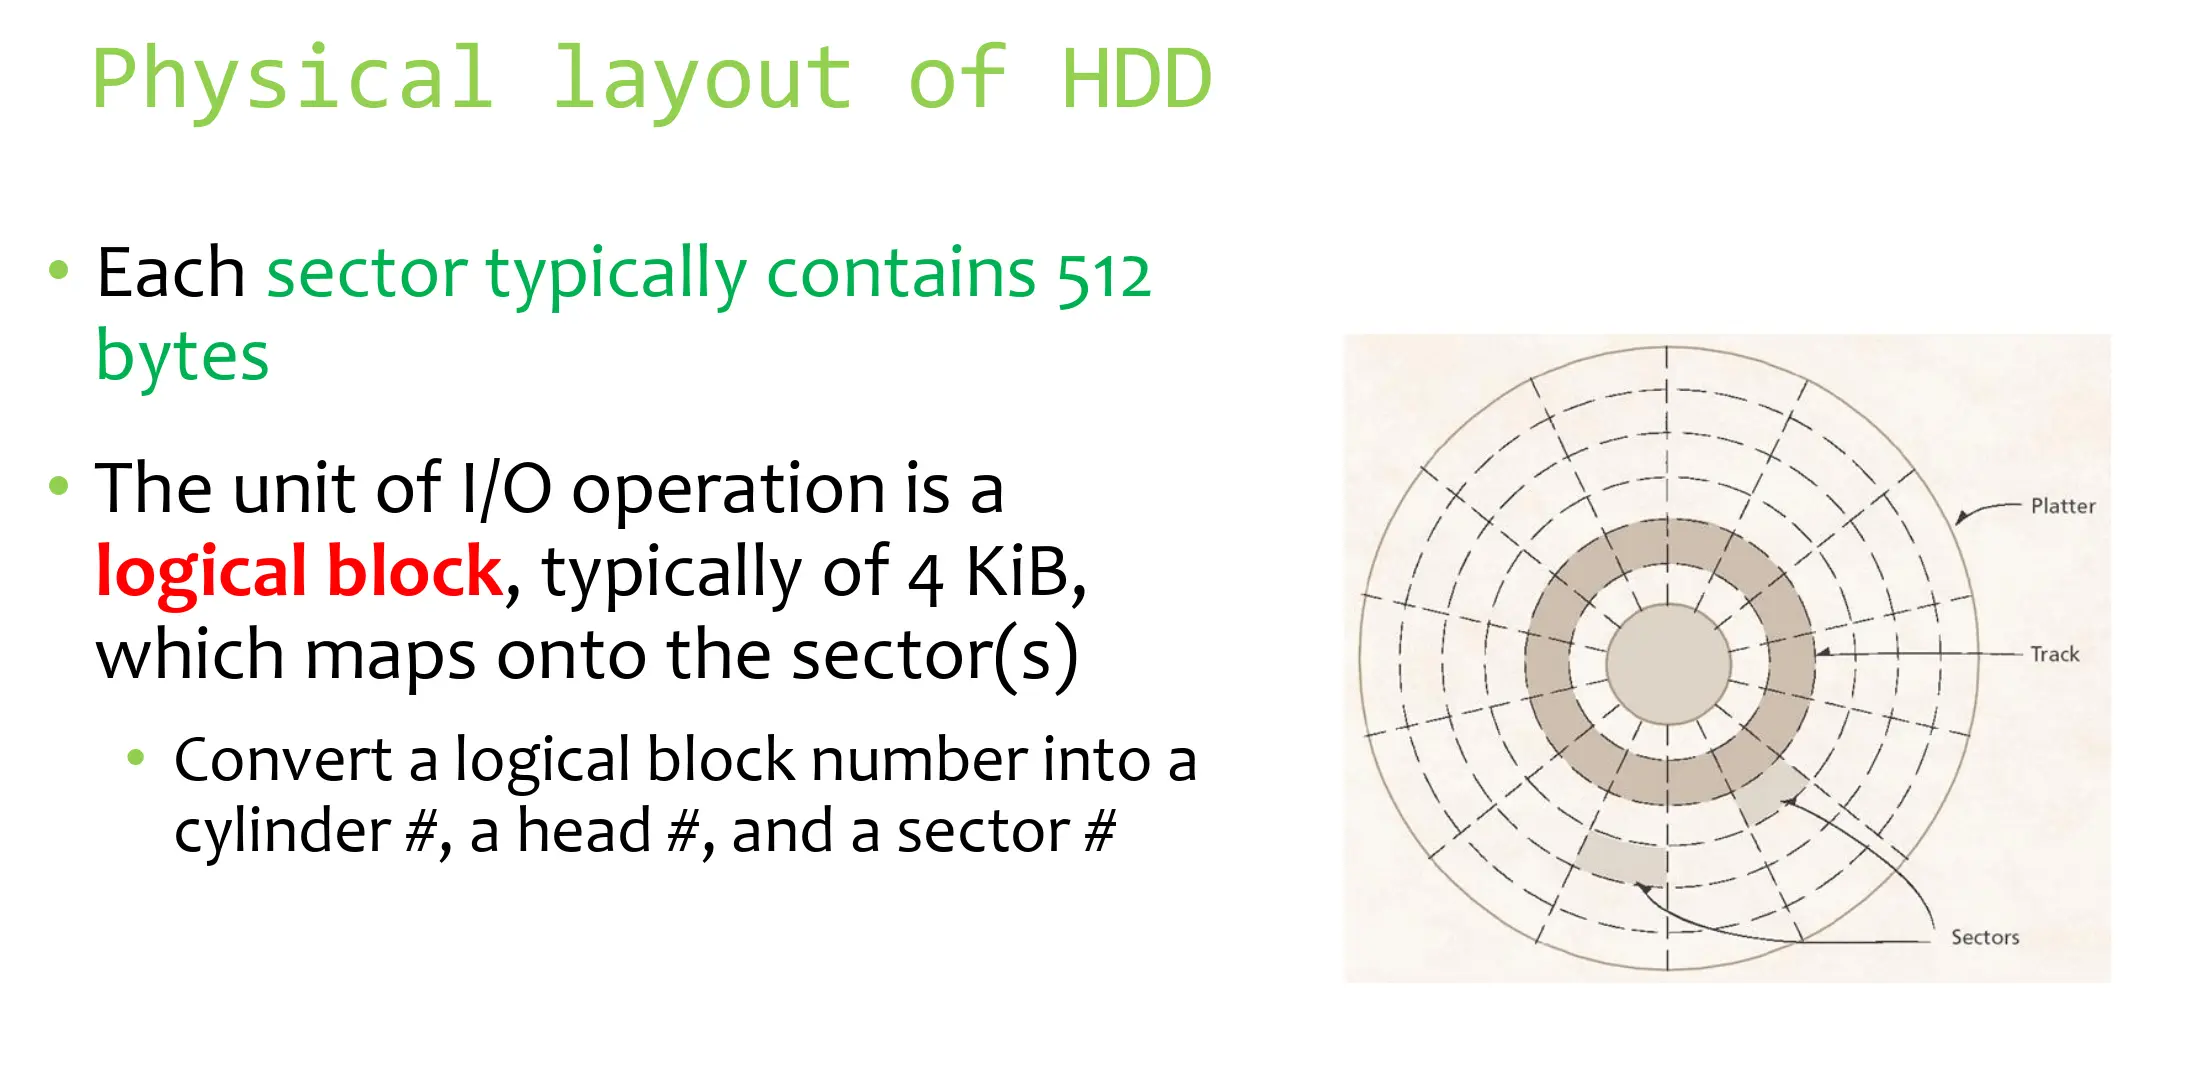 Physical layout of HDD
• Each sector typically contains 512
bytes
• The unit of I/O operation is a
logical block, typically of 4 KiB,
which maps onto the sector(s)
• Convert a logical block number into a
cylinder #, a head #, and a sector #
Platter
Track
Sectors